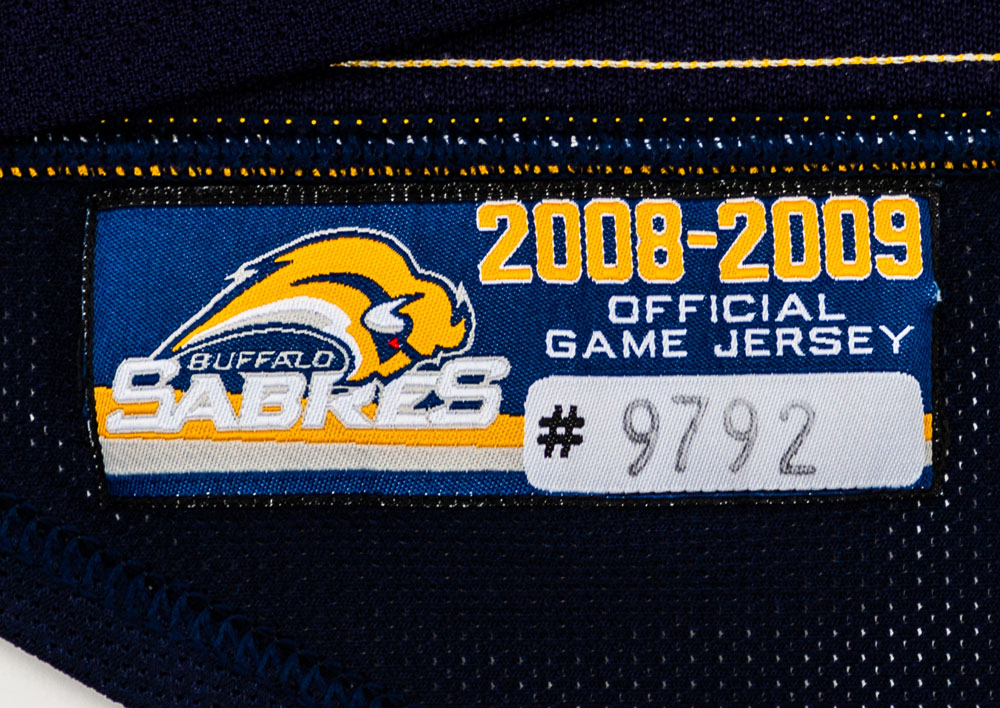 BUFFALO
SABRES
2008-2009
OFFICIAL
GAME JERSEY
# 9792